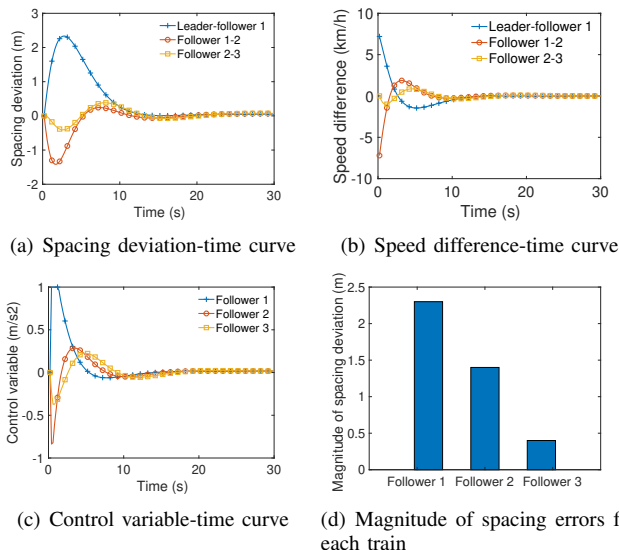 3
2
1
0
-1
-2
Spacing deviation (m)
Leader-follower 1
Follower 1-2
Follower 2-3
0 10 20 30
Time (s)
(a) Spacing deviation-time curve
10
5
0
-5
-10
Speed difference (km/h)
Leader-follower 1
Follower 1-2
Follower 2-3
0 10 20 30
Time (s)
(b) Speed difference-time curve
1
0.5
0
-0.5
-1
Control variable (m/s2)
Follower 1
Follower 2
Follower 3
0 10 20 30
Time (s)
(c) Control variable-time curve
2.5
2
1.5
1
0.5
0
Magnitude of spacing deviation (m)
Follower 1 Follower 2 Follower 3
(d) Magnitude of spacing errors f
each train